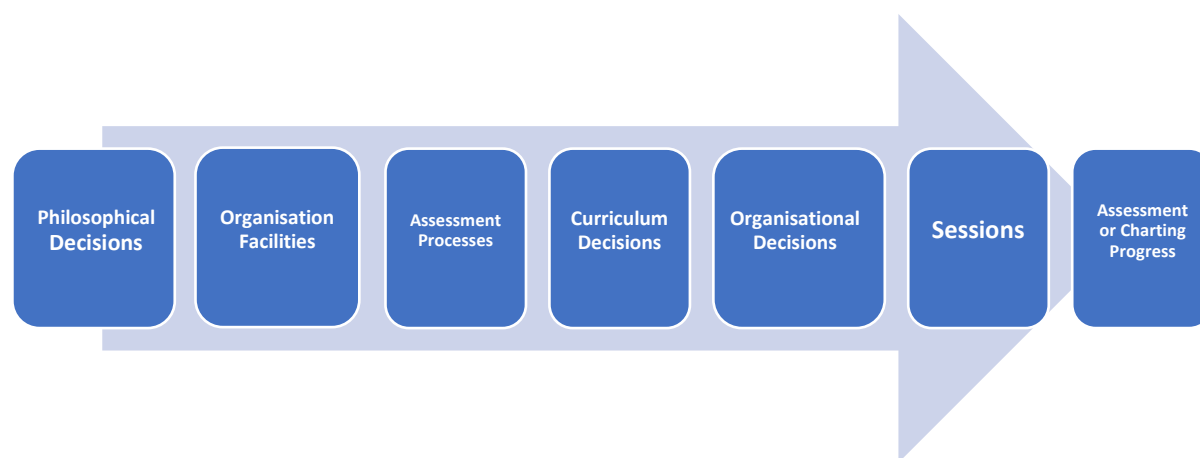 Philosophical
Decisions
Organisation
Facilities
Assessment
Processes
Curriculum
Decisions
Organisational
Decisions
Sessions
Assessment
or Charting
Progress